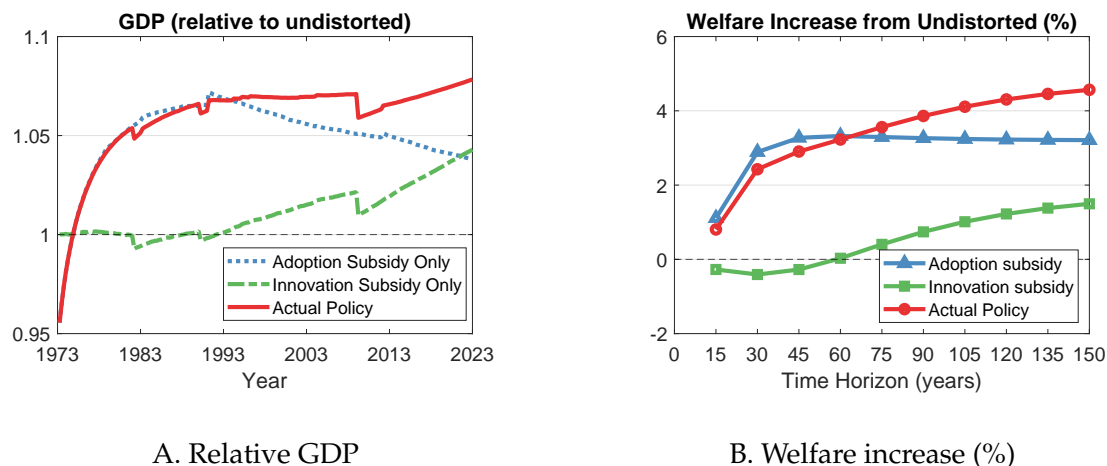 GDP (relative to undistorted)
1.1
1.05
1
0.95
1973 1983 1993 2003 2013 2023
Year
Adoption Subsidy Only
Innovation Subsidy Only
Actual Policy
A. Relative GDP
Welfare Increase from Undistorted (%)
6
4
2
0
-2
0 15 30 45 60 75 90 105 120 135 150
Time Horizon (years)
Adoption subsidy
Innovation subsidy
Actual Policy
B. Welfare increase (%)